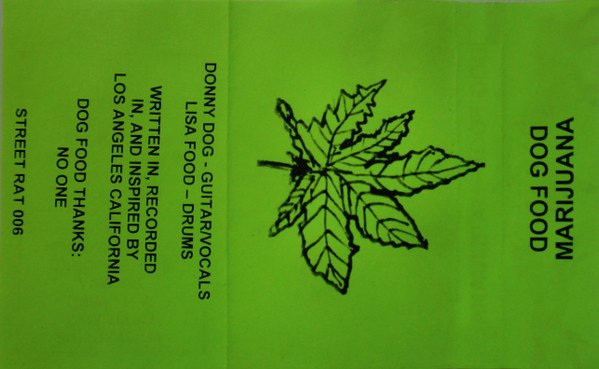 MARIJUANA
DOG FOOD
DONNY DOG - GUITAR/VOCALS
LISA FOOD – DRUMS
WRITTEN IN, RECORDED
IN, AND INSPIRED BY
LOS ANGELES CALIFORNIA
DOG FOOD THANKS:
NO ONE
STREET RAT 006